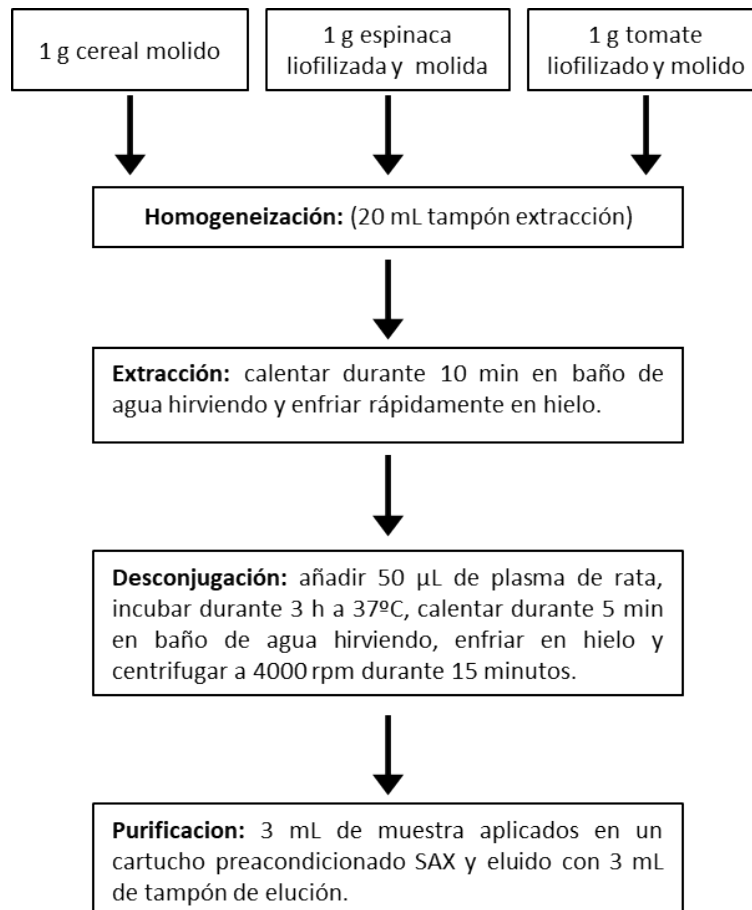 1 g cereal molido
1 g espinaca
liofilizada y molida
1 g tomate
liofilizado y molido
Homogeneización: (20 mL tampón extracción)
Extracción: calentar durante 10 min en baño de
agua hirviendo y enfriar rápidamente en hielo.
Desconjugación: añadir 50 µL de plasma de rata,
incubar durante 3 h a 37ºC, calentar durante 5 min
en baño de agua hirviendo, enfriar en hielo y
centrifugar a 4000 rpm durante 15 minutos.
Purificacion: 3 mL de muestra aplicados en un
cartucho preacondicionado SAX y eluido con 3 mL
de tampón de elución.